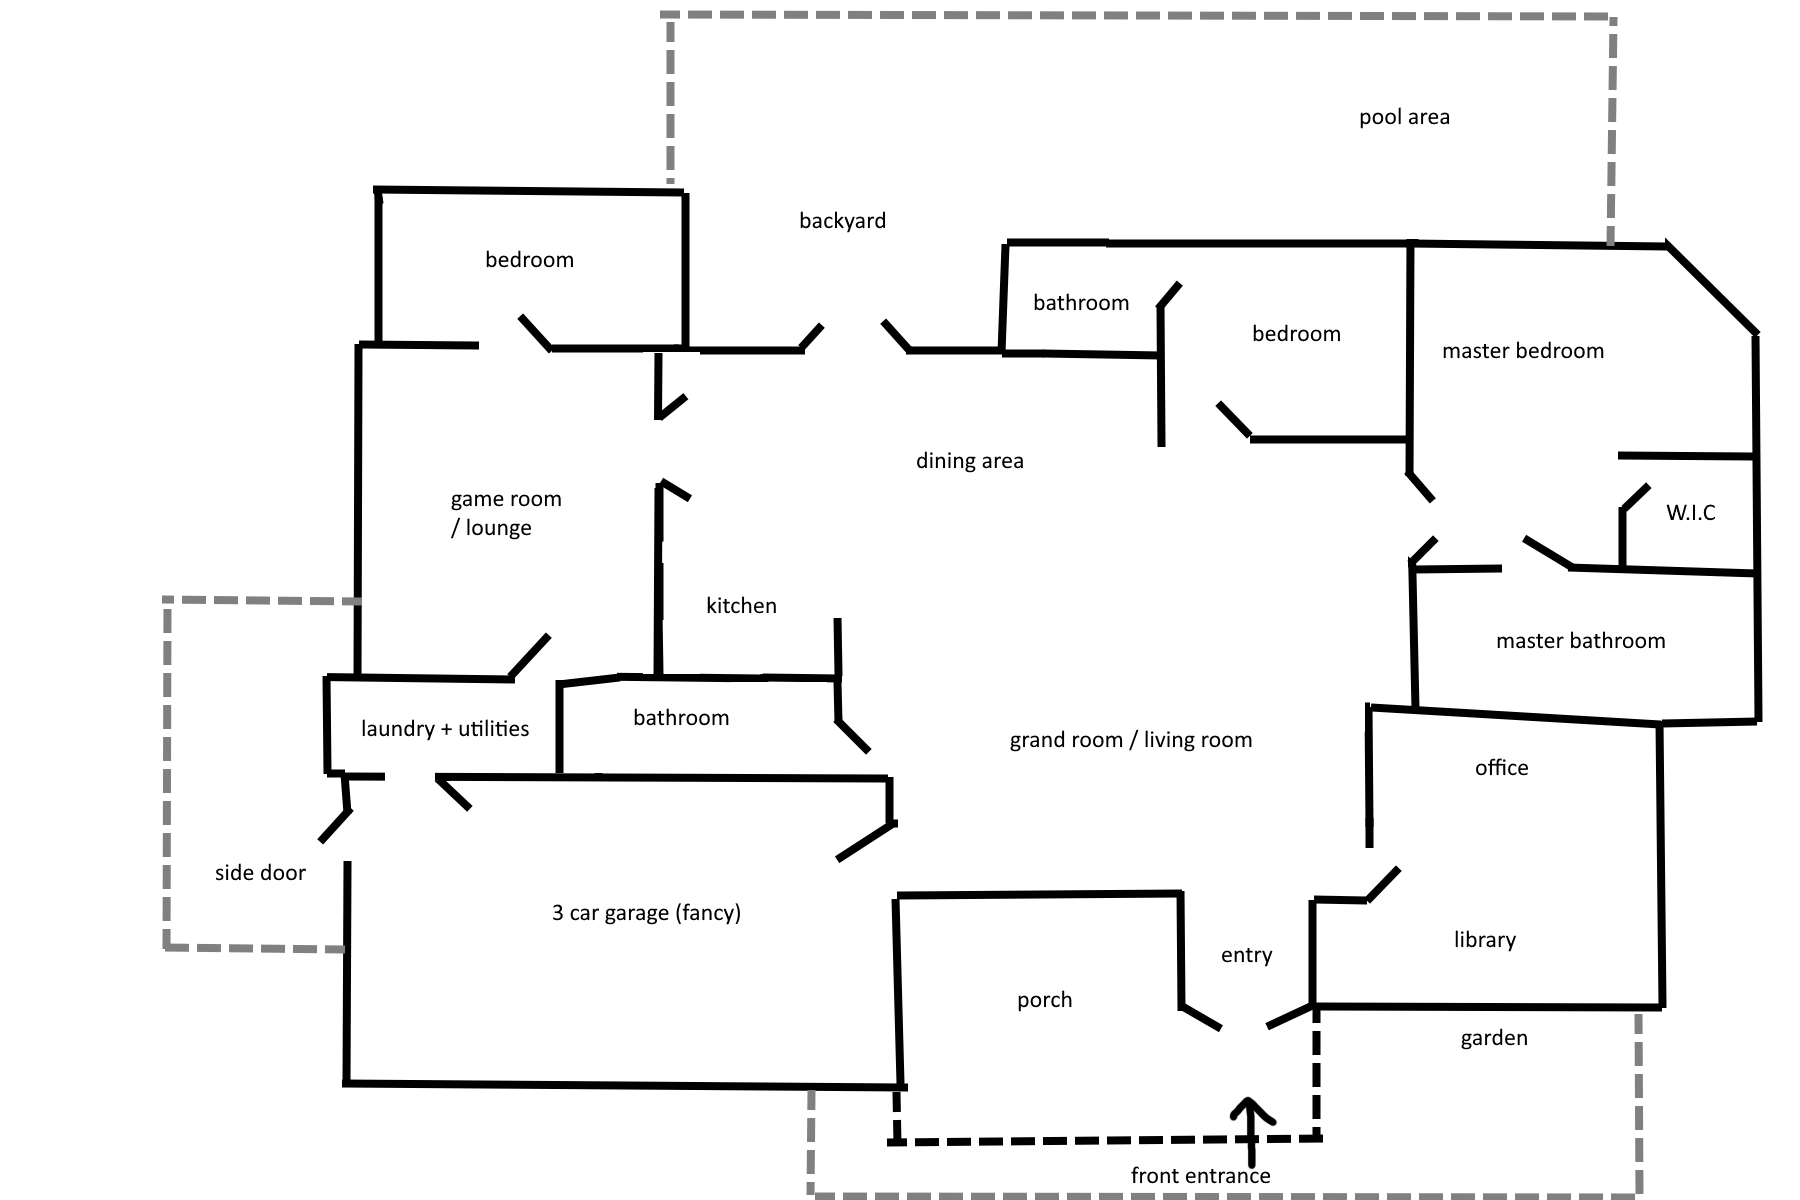 pool area
backyard
bedroom
bathroom
bedroom
master bedroom
dining area
game room
/ lounge
W.I.C
kitchen
master bathroom
laundry + utilities
bathroom
grand room / living room
office
side door
3 car garage (fancy)
library
entry
porch
garden
front entrance